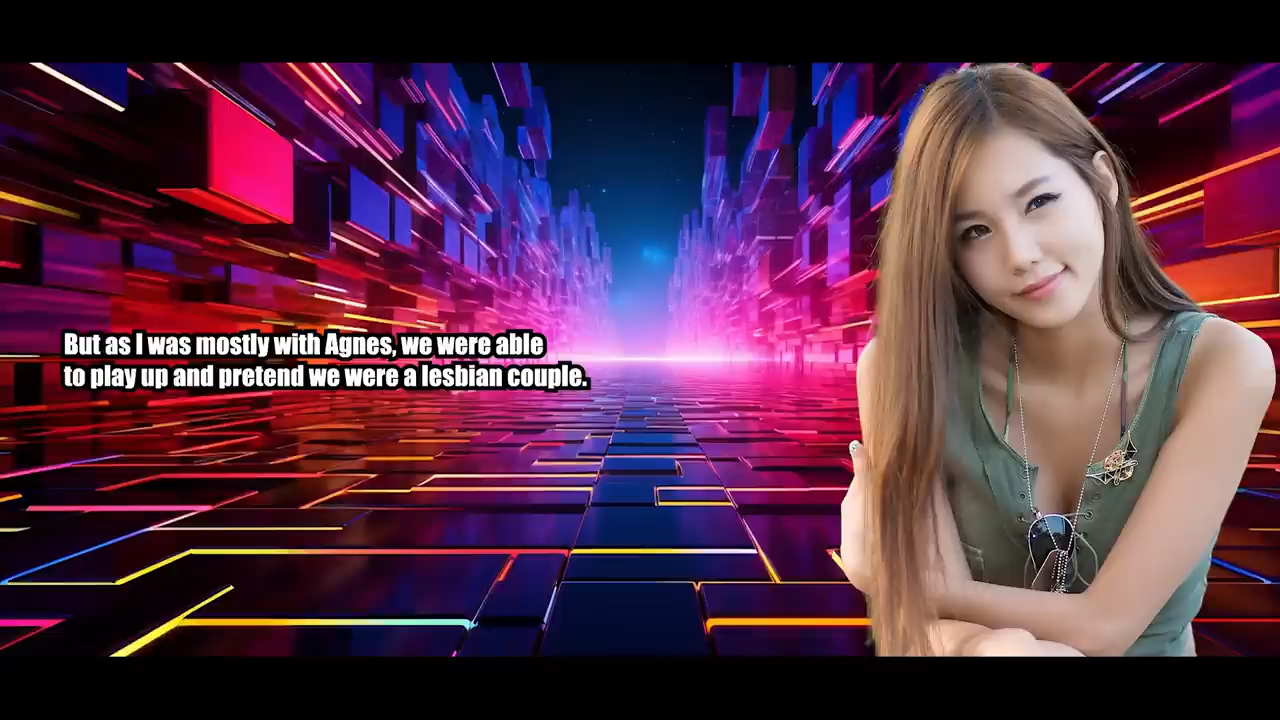 But as I was mostly with Agnes, we were able
to play up and pretend we were a lesbian couple.